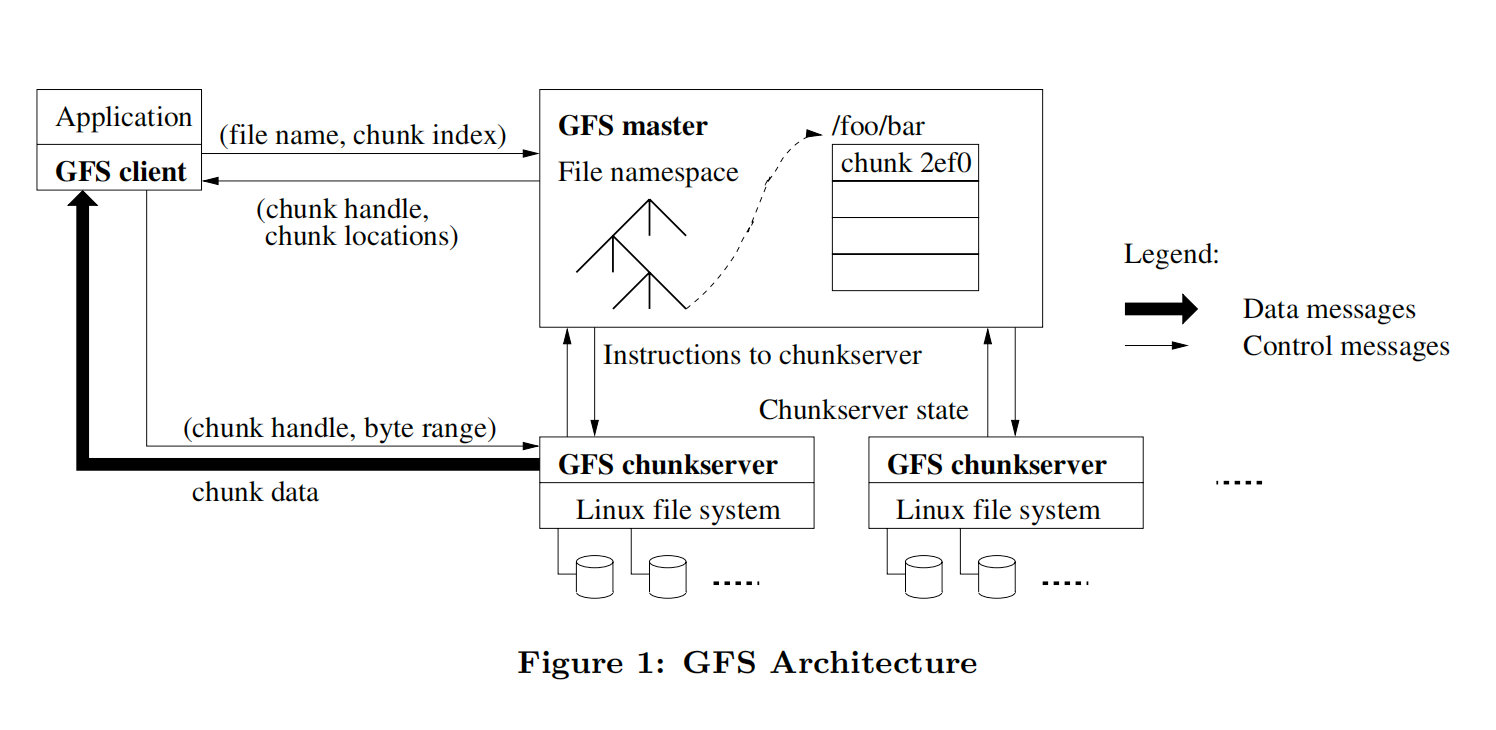 Application
GFS client
(file name, chunk index)
(chunk handle,
chunk locations)
GFS master
File namespace
/foo/bar
chunk 2ef0
Legend:
Data messages
Control messages
Instructions to chunkserver
Chunkserver state
(chunk handle, byte range)
chunk data
GFS chunkserver
Linux file system
GFS chunkserver
Linux file system
Figure 1: GFS Architecture